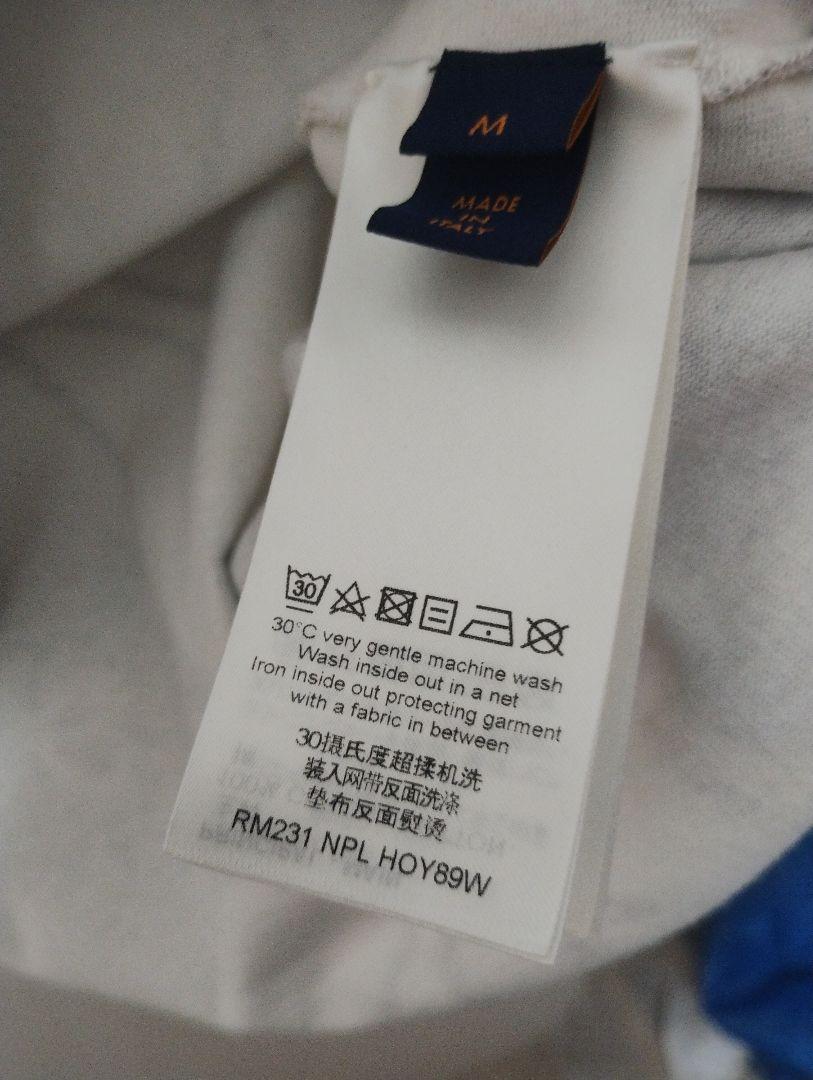 M
MADE
IN
ITALY
30
30°C very gentle machine wash
Wash inside out in a net
Iron inside out protecting garment
with a fabric in between
30摄氏度超揉机洗
装入网带反面洗涤
垫布反面熨烫
RM231 NPL HOY89W